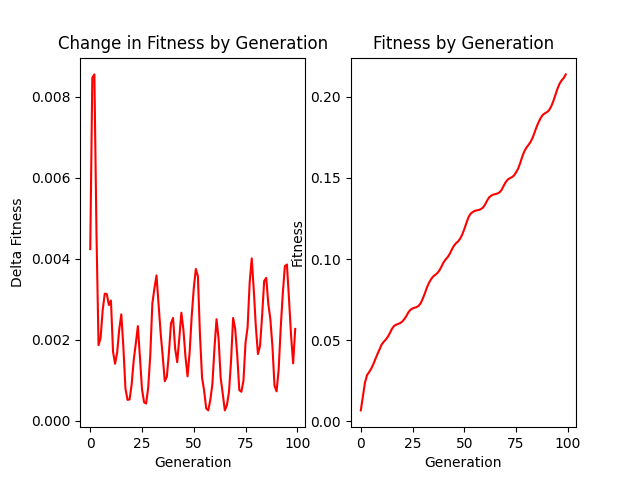 Change in Fitness by Generation
Delta Fitness
0.008
0.006
0.004
0.002
0.000
0 25 50 75 100
Generation
Fitness by Generation
Fitness
0.20
0.15
0.10
0.05
0.00
0 25 50 75 100
Generation